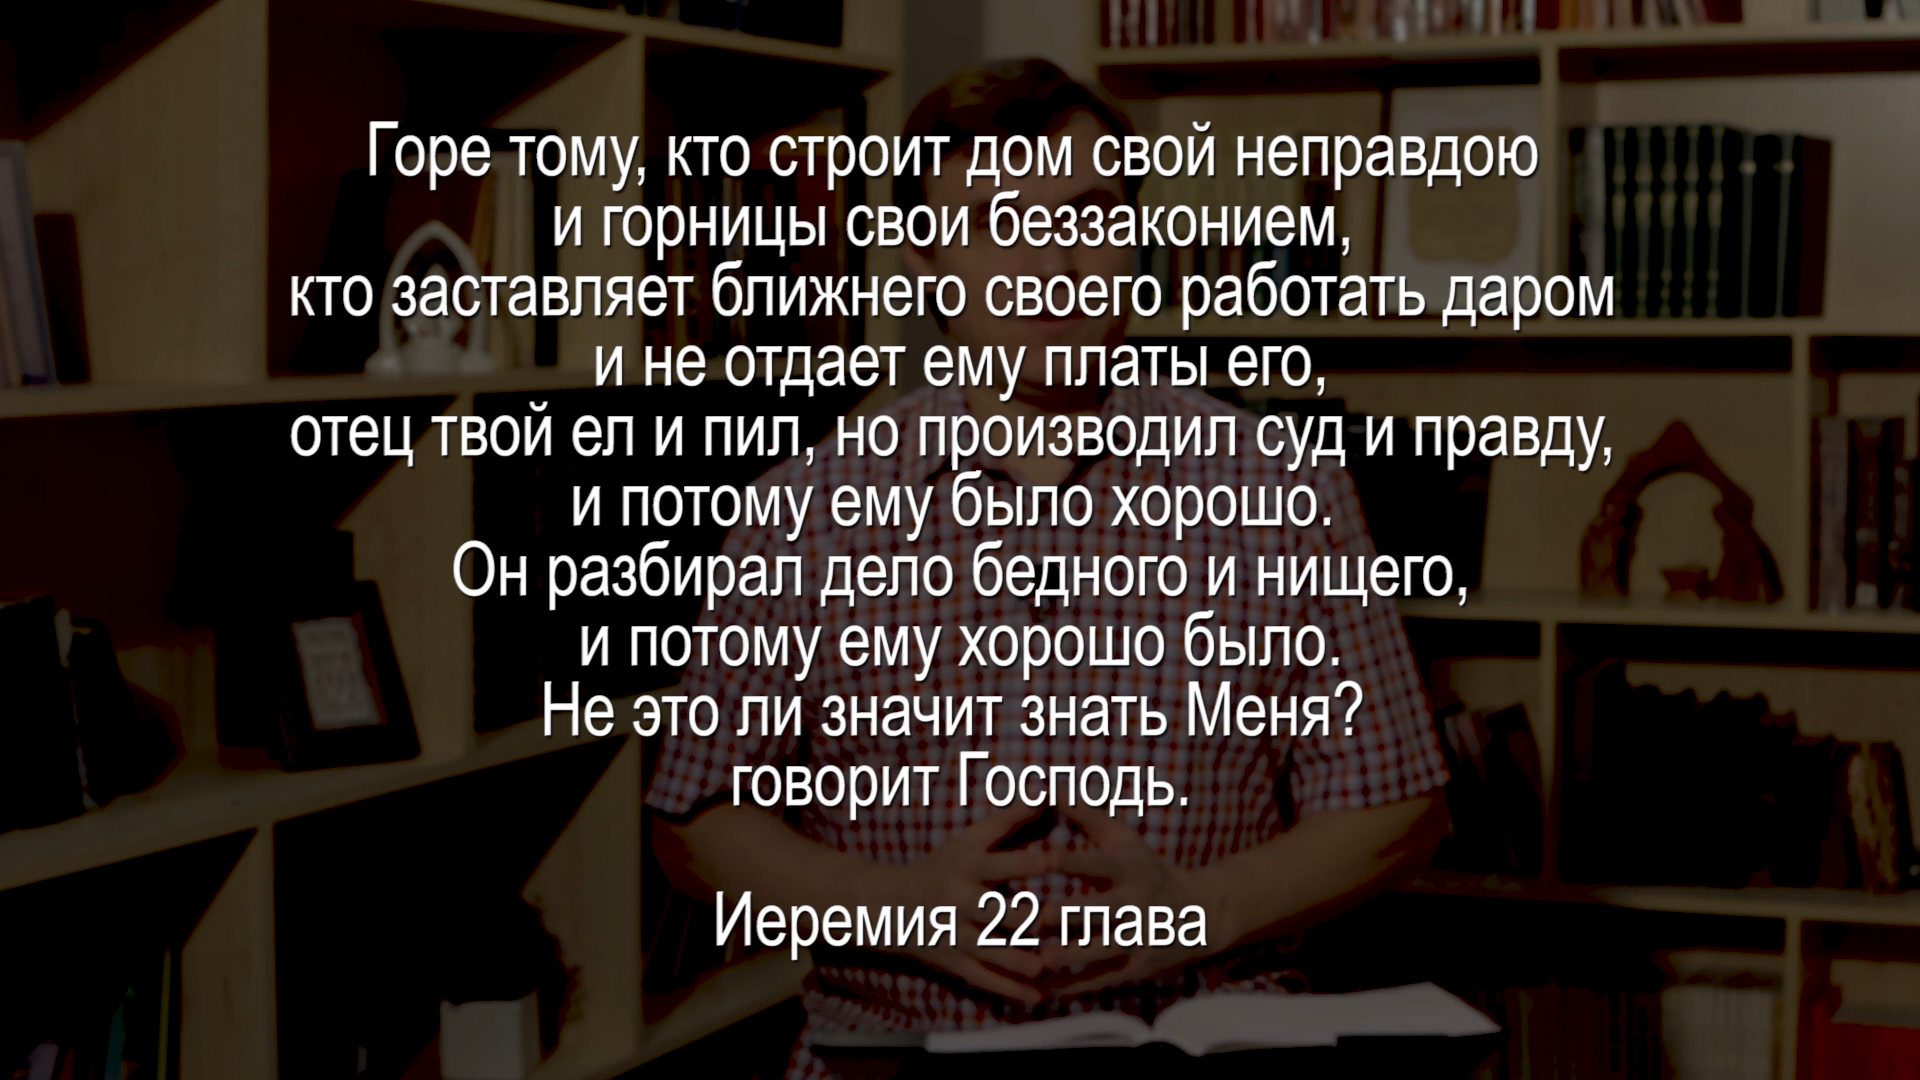 Горе тому, кто строит дом свой неправдою
и горницы свои беззаконием,
кто заставляет ближнего своего работать даром
и не отдает ему платы его,
отец твой ел и пил, но производил суд и правду,
и потому ему было хорошо.
Он разбирал дело бедного и нищего,
и потому ему хорошо было.
Не это ли значит знать Меня?
говорит Господь.
Иеремия 22 глава